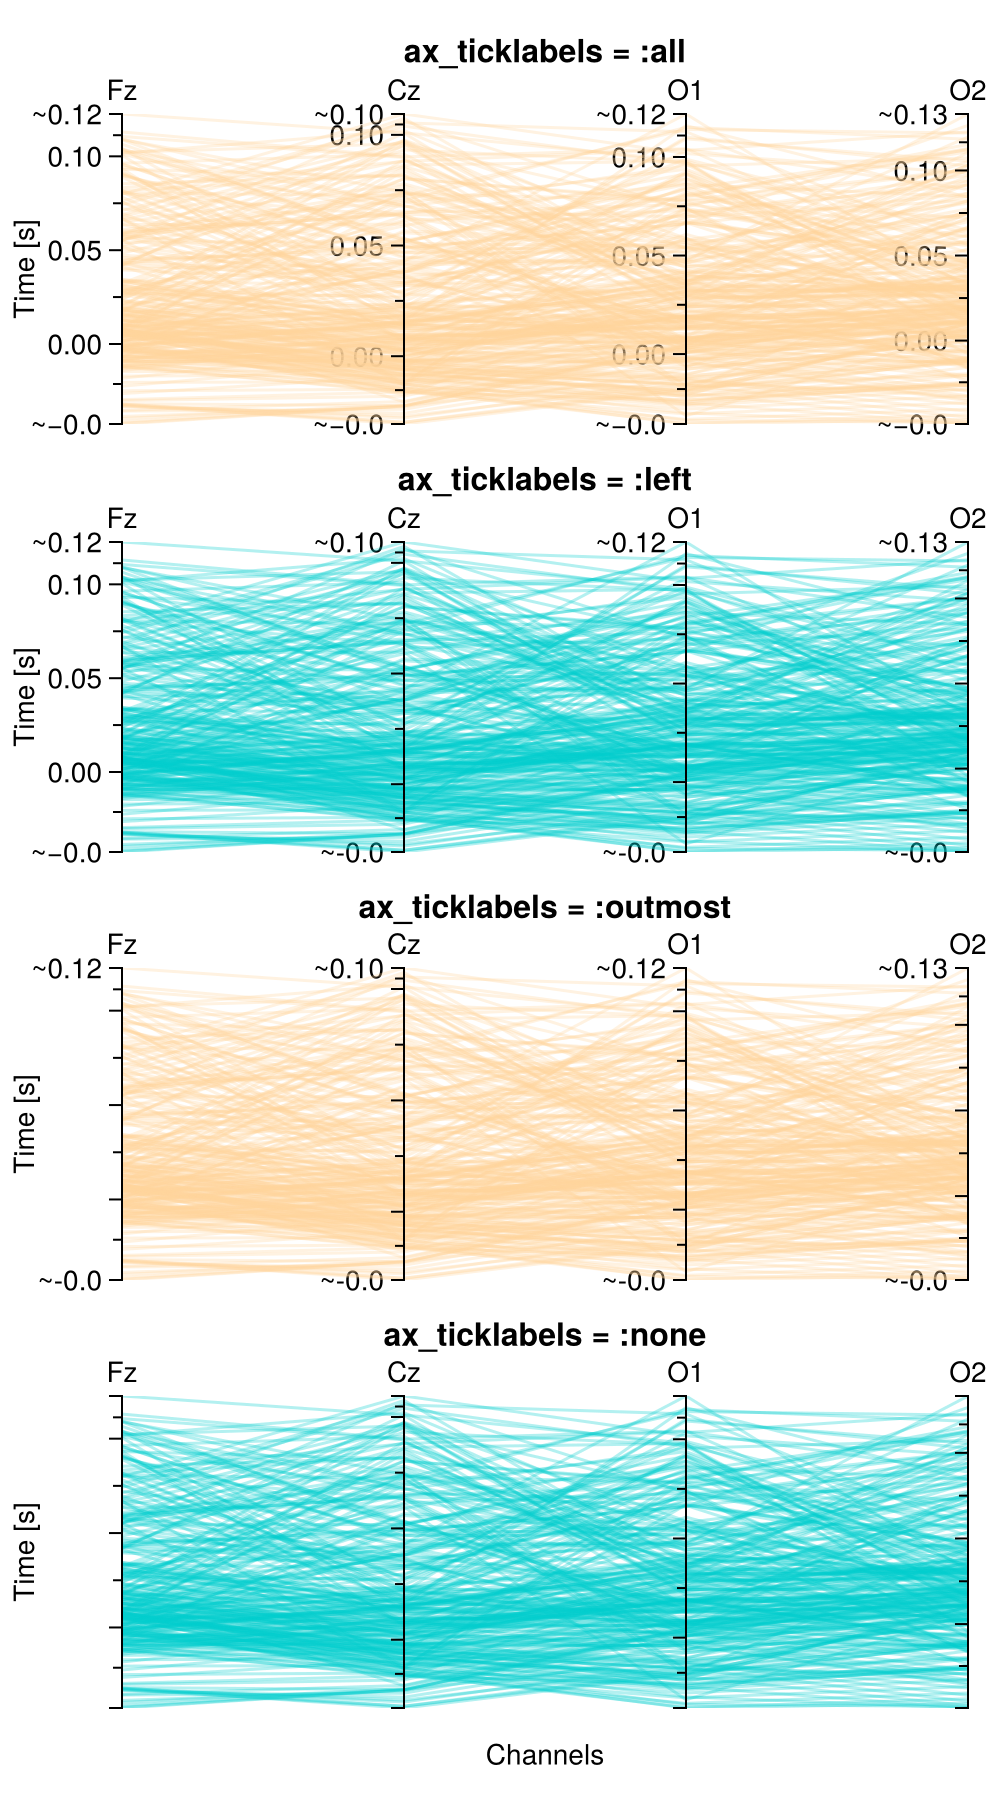 ax_ticklabels = :all
Fz Cz O1 O2
~0.12 ~0.10 ~0.12 ~0.13
0.10 0.10 0.10 0.10
0.05 0.05 0.05 0.05
0.00 0.00 0.00 0.00
~−0.0 ~−0.0 ~−0.0 ~−0.0
Time [s]
ax_ticklabels = :left
Fz Cz O1 O2
~0.12 ~0.10 ~0.12 ~0.13
0.10
0.05
0.00
~−0.0 ~-0.0 ~-0.0 ~-0.0
Time [s]
ax_ticklabels = :outmost
Fz Cz O1 O2
~0.12 ~0.10 ~0.12 ~0.13
~-0.0 ~-0.0 ~-0.0 ~-0.0
Time [s]
ax_ticklabels = :none
Fz Cz O1 O2
Time [s]
Channels